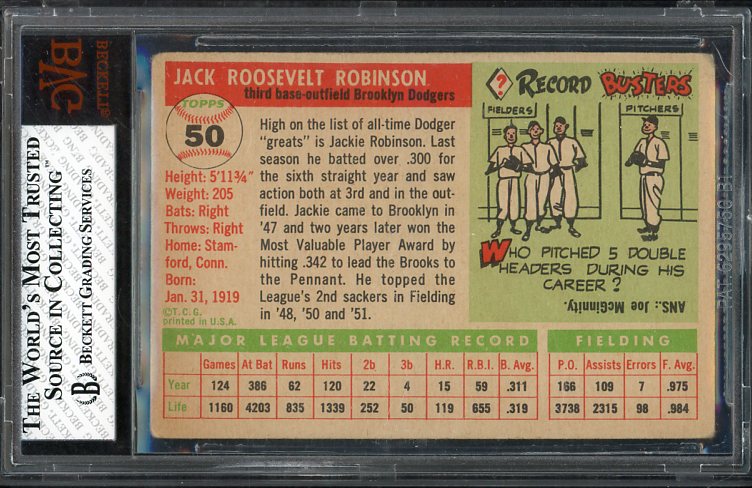 BECKETT
BVG
THE WORLD'S MOST TRUSTED
SOURCE IN COLLECTING™
B BECKETT GRADING SERVICES
JACK ROOSEVELT ROBINSON
third base-outfield Brooklyn Dodgers
TOPPS
50
Height: 5'11¾"
Weight: 205
Bats: Right
Throws: Right
Home: Stam-
ford, Conn.
Born:
Jan. 31, 1919
©T.C.G.
printed in U.S.A.
High on the list of all-time Dodger
"greats" is Jackie Robinson. Last
season he batted over .300 for
the sixth straight year and saw
action both at 3rd and in the out-
field. Jackie came to Brooklyn in
'47 and two years later won the
Most Valuable Player Award by
hitting .342 to lead the Brooks to
the Pennant. He topped the
League's 2nd sackers in Fielding
in '48, '50 and '51.
? RECORD BUSTERS
FIELDERS
PITCHERS
WHO PITCHED 5 DOUBLE
HEADERS DURING HIS
CAREER?
ANS.: Joe McGinnity.
MAJOR LEAGUE BATTING RECORD FIELDING
Games At Bat Runs Hits 2b 3b H.R. R.B.I. B. Avg. P.O. Assists Errors F. Avg.
Year 124 386 62 120 22 4 15 59 .311 166 109 7 .975
Life 1160 4203 835 1339 252 50 119 655 .319 3738 2315 98 .984